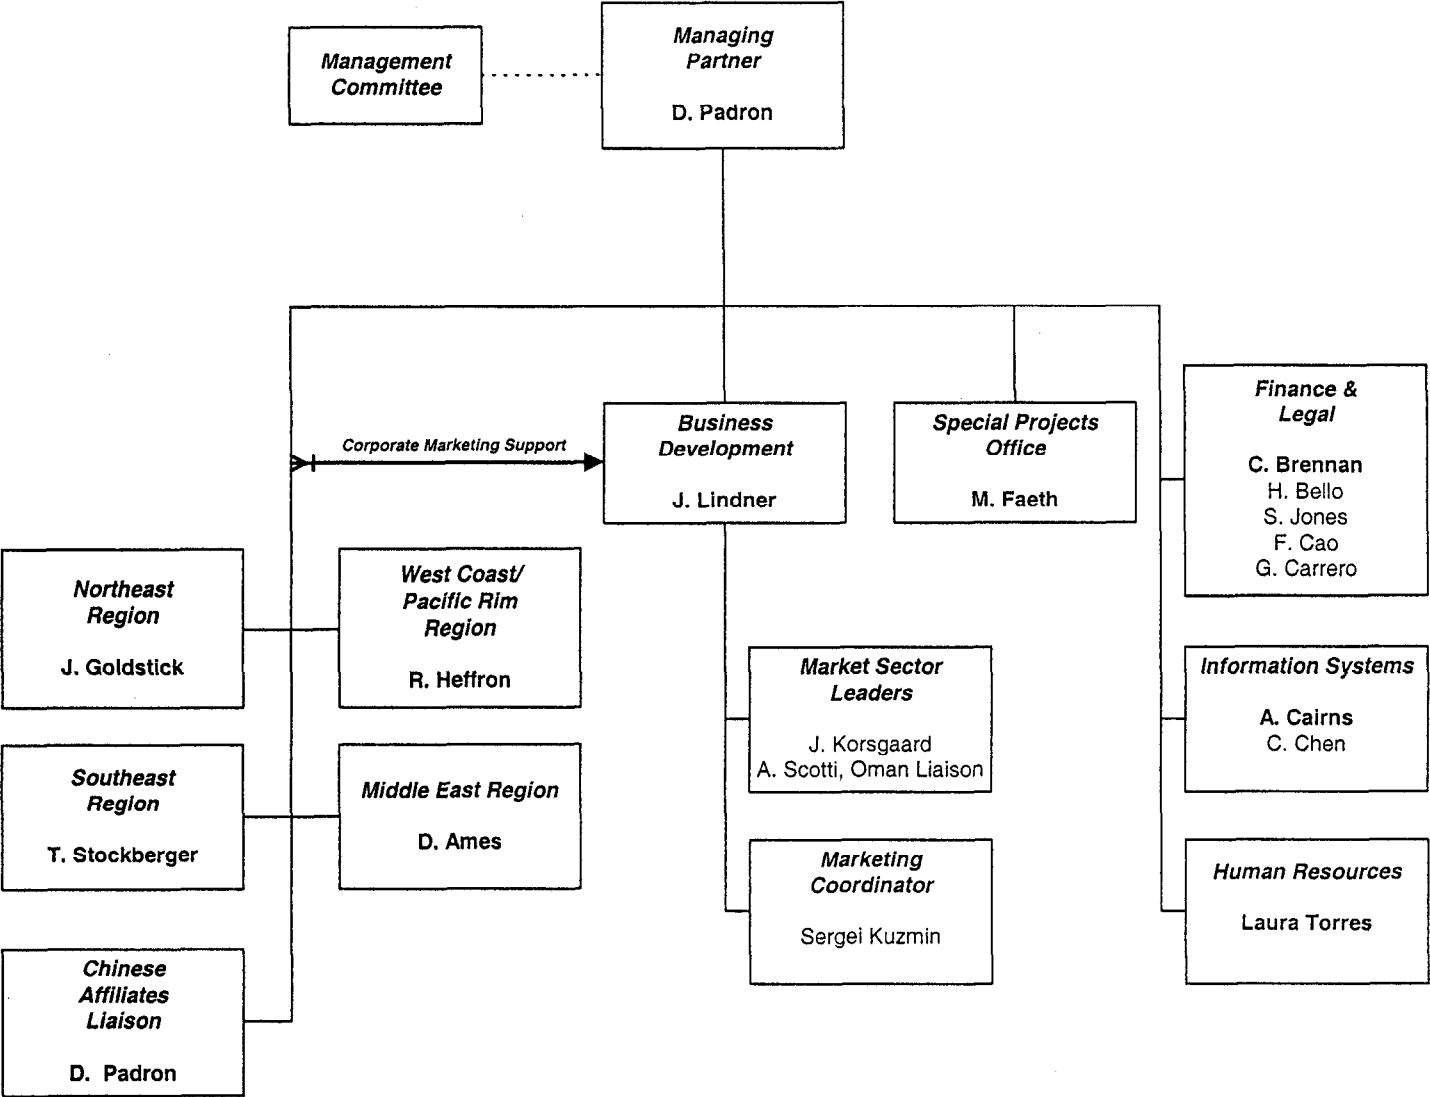 Management
Committee
Managing
Partner
D. Padron
Corporate Marketing Support
Business
Development
J. Lindner
Special Projects
Office
M. Faeth
Finance &
Legal
C. Brennan
H. Bello
S. Jones
F. Cao
G. Carrero
Northeast
Region
J. Goldstick
West Coast/
Pacific Rim
Region
R. Heffron
Market Sector
Leaders
J. Korsgaard
A. Scotti, Oman Liaison
Information Systems
A. Cairns
C. Chen
Southeast
Region
T. Stockberger
Middle East Region
D. Ames
Marketing
Coordinator
Sergei Kuzmin
Human Resources
Laura Torres
Chinese
Affiliates
Liaison
D. Padron